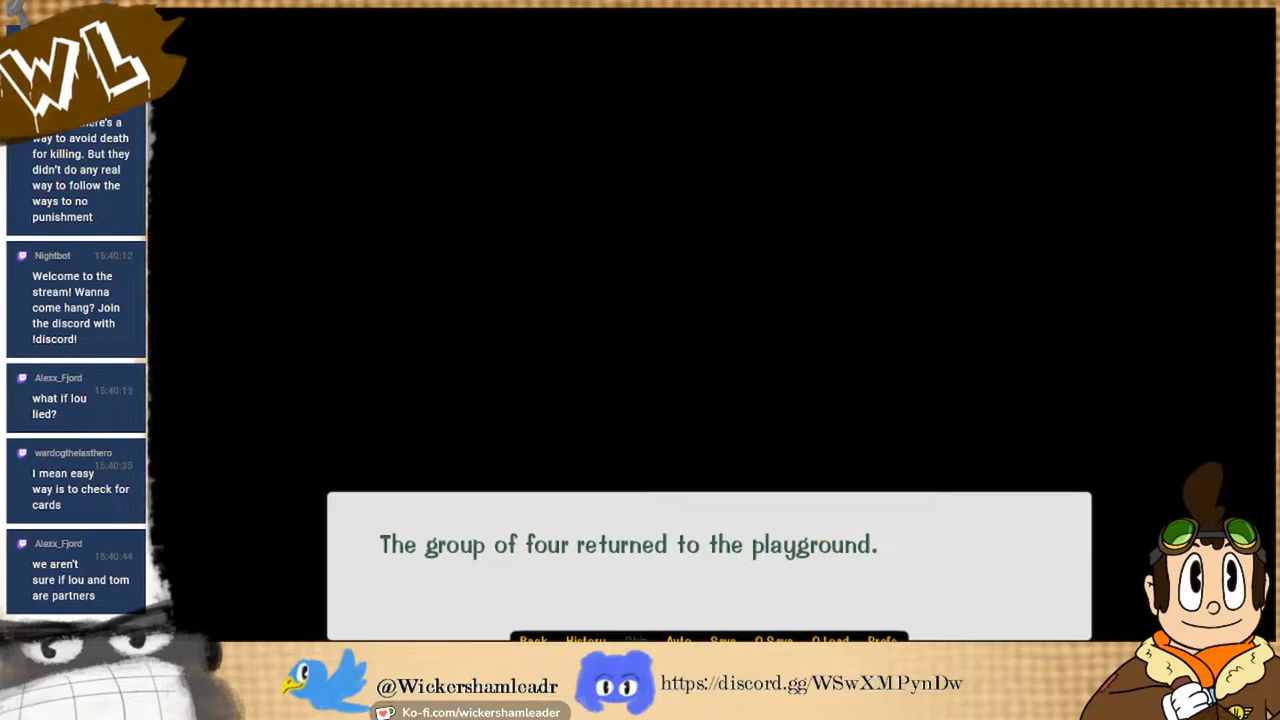 WL
here's a
way to avoid death
for killing. But they
didn't do any real
way to follow the
ways to no
punishment
Nightbot 15:40:12
Welcome to the
stream! Wanna
come hang? Join
the discord with
!discord!
Alexx_Fjord
15:40:13
what if lou
lied?
wardogthelasthero
15:40:35
I mean easy
way is to check for
cards
Alexx_Fjord
15:40:44
we aren't
sure if lou and tom
are partners
The group of four returned to the playground.
Back History Skip Auto Save Q.Save Q.Load Prefs
@Wickershamleadr
https://discord.gg/WSwXMPynDw
Ko-fi.com/wickershamleader